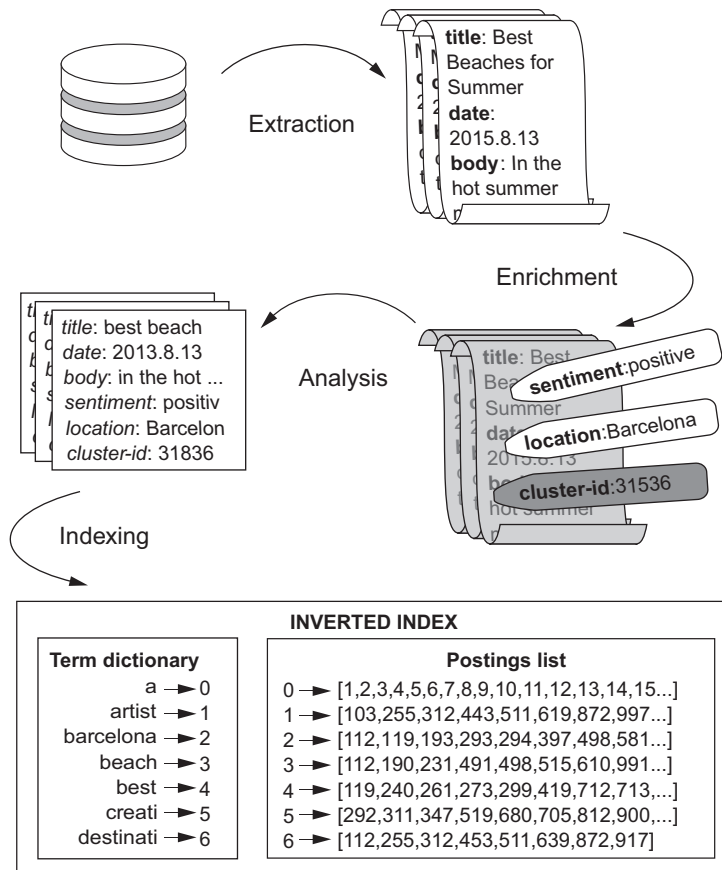 title: Best
Beaches for
Summer
date:
2015.8.13
body: In the
hot summer
Extraction
Enrichment
title: Best
Summer
2015.8.13
hot summer
sentiment:positive
location:Barcelona
cluster-id:31536
Analysis
title: best beach
date: 2013.8.13
body: in the hot ...
sentiment: positiv
location: Barcelon
cluster-id: 31836
Indexing
INVERTED INDEX
Term dictionary
a 0
artist 1
barcelona 2
beach 3
best 4
creati 5
destinati 6
Postings list
0 [1,2,3,4,5,6,7,8,9,10,11,12,13,14,15...]
1 [103,255,312,443,511,619,872,997...]
2 [112,119,193,293,294,397,498,581...]
3 [112,190,231,491,498,515,610,991...]
4 [119,240,261,273,299,419,712,713,...]
5 [292,311,347,519,680,705,812,900,...]
6 [112,255,312,453,511,639,872,917]